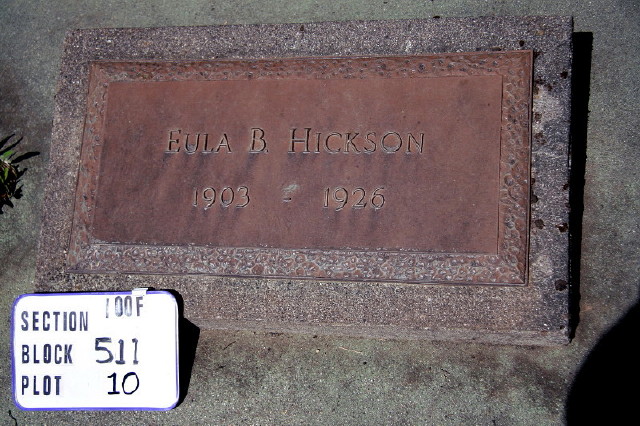 EULA B. HICKSON
1903 - 1926
SECTION IOOF
BLOCK 511
PLOT 10